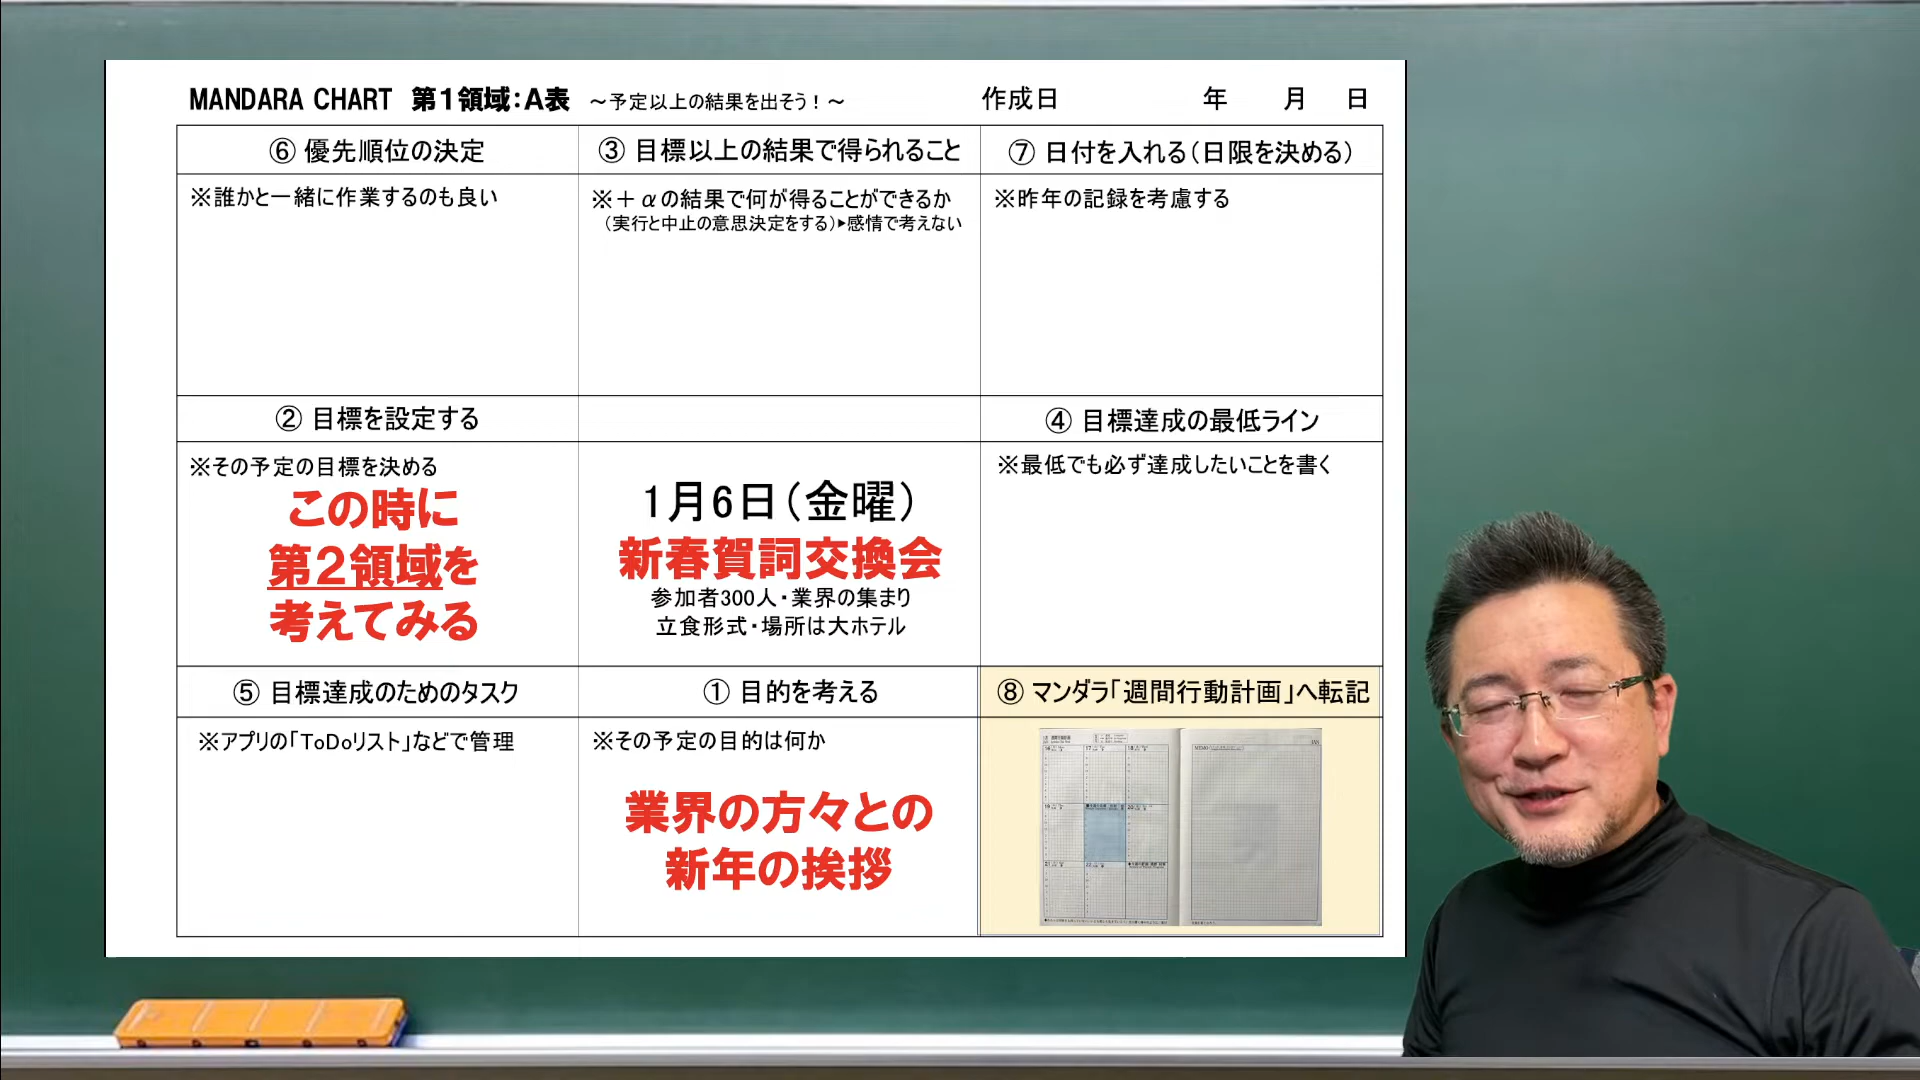 MANDARA CHART 第1領域：A表 ～予定以上の結果を出そう！～ 作成日 年 月 日
⑥ 優先順位の決定
※誰かと一緒に作業するのも良い
③ 目標以上の結果で得られること
※＋αの結果で何が得ることができるか
（実行と中止の意思決定をする）▶感情で考えない
⑦ 日付を入れる（日限を決める）
※昨年の記録を考慮する
② 目標を設定する
※その予定の目標を決める
この時に
第２領域を
考えてみる
1月6日（金曜）
新春賀詞交換会
参加者300人・業界の集まり
立食形式・場所は大ホテル
④ 目標達成の最低ライン
※最低でも必ず達成したいことを書く
⑤ 目標達成のためのタスク
※アプリの「ToDoリスト」などで管理
① 目的を考える
※その予定の目的は何か
業界の方々との
新年の挨拶
⑧ マンダラ「週間行動計画」へ転記